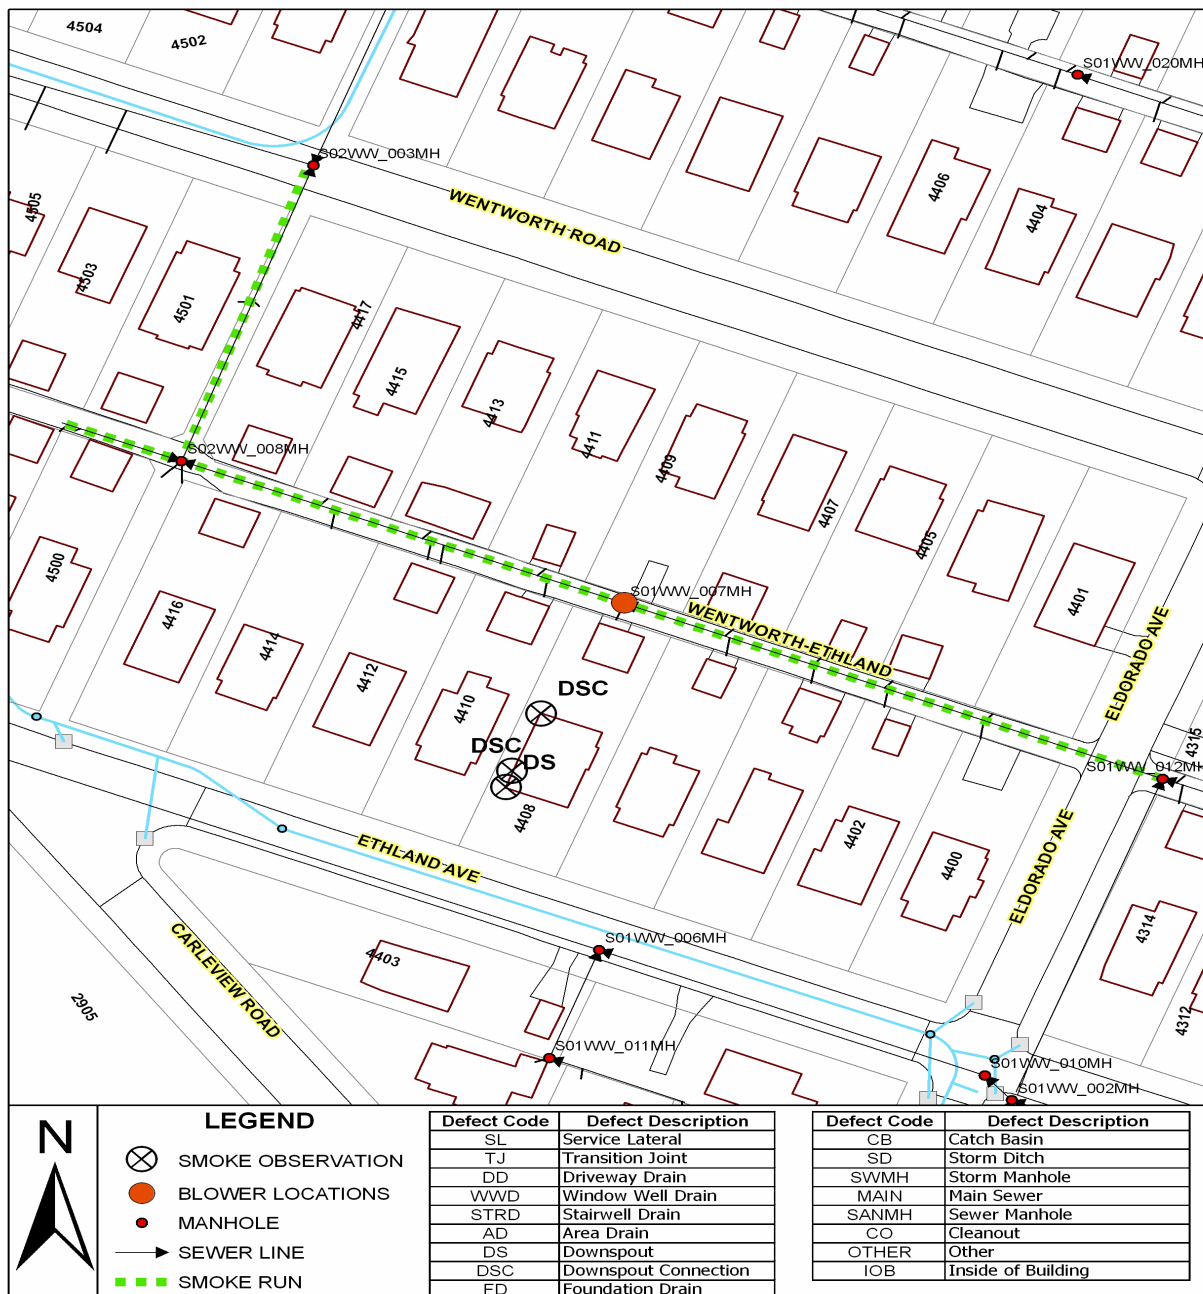 4504
4502
S01WW_020MH
S02WW_003MH
4406
4404
4505
WENTWORTH ROAD
4503
4501
4417
4415
4413
4411
4409
4407
4405
4401
S02WW_008MH
4500
4416
4414
4412
4410
S01WW_007MH
WENTWORTH-ETHLAND
ELDORADO AVE
DSC
DSC
DS
4408
4315
S01WW_012MH
ETHLAND AVE
4402
4400
ELDORADO AVE
4314
4312
CARLEVIEW ROAD
2905
4403
S01WW_006MH
S01WW_011MH
S01WW_010MH
S01WW_002MH
N
LEGEND
SMOKE OBSERVATION
BLOWER LOCATIONS
MANHOLE
SEWER LINE
SMOKE RUN
Defect Code Defect Description
SL Service Lateral
TJ Transition Joint
DD Driveway Drain
WWD Window Well Drain
STRD Stairwell Drain
AD Area Drain
DS Downspout
DSC Downspout Connection
FD Foundation Drain
Defect Code Defect Description
CB Catch Basin
SD Storm Ditch
SWMH Storm Manhole
MAIN Main Sewer
SANMH Sewer Manhole
CO Cleanout
OTHER Other
IOB Inside of Building